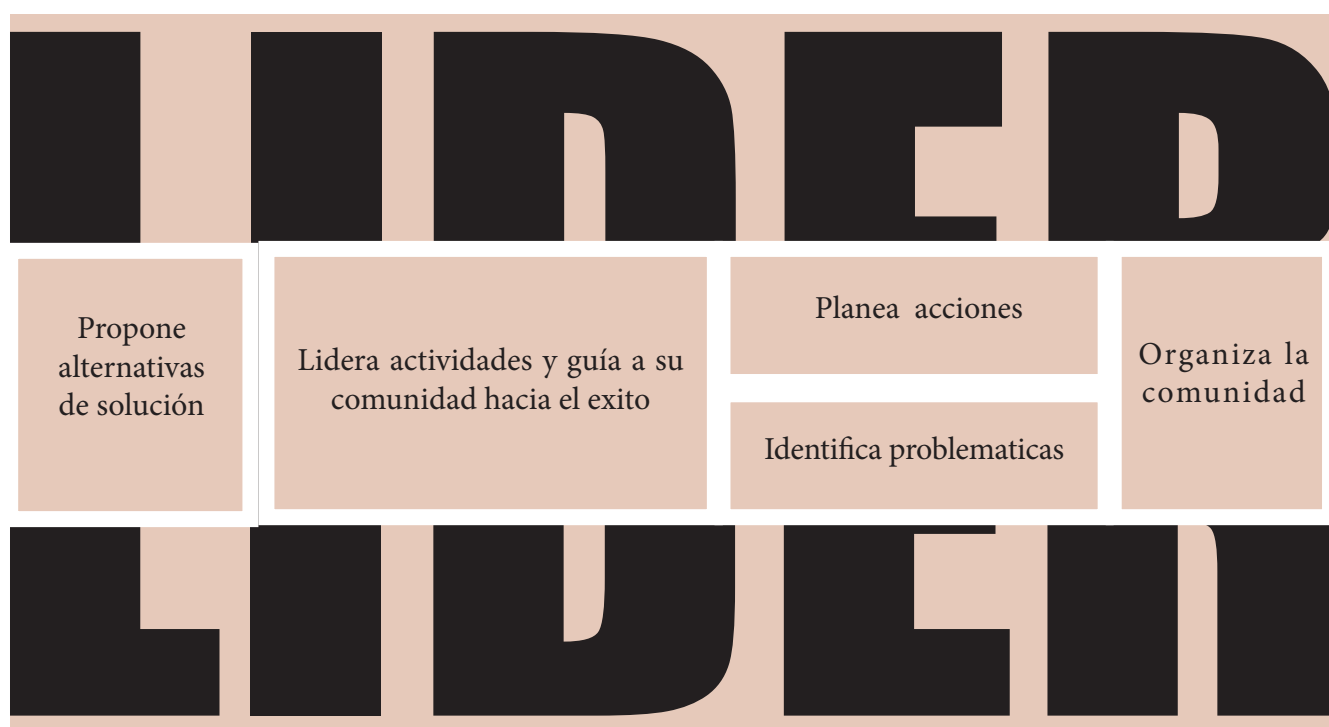 LIDER
Propone
alternativas
de solución
Lidera actividades y guía a su
comunidad hacia el exito
Planea acciones
Identifica problematicas
Organiza la
comunidad